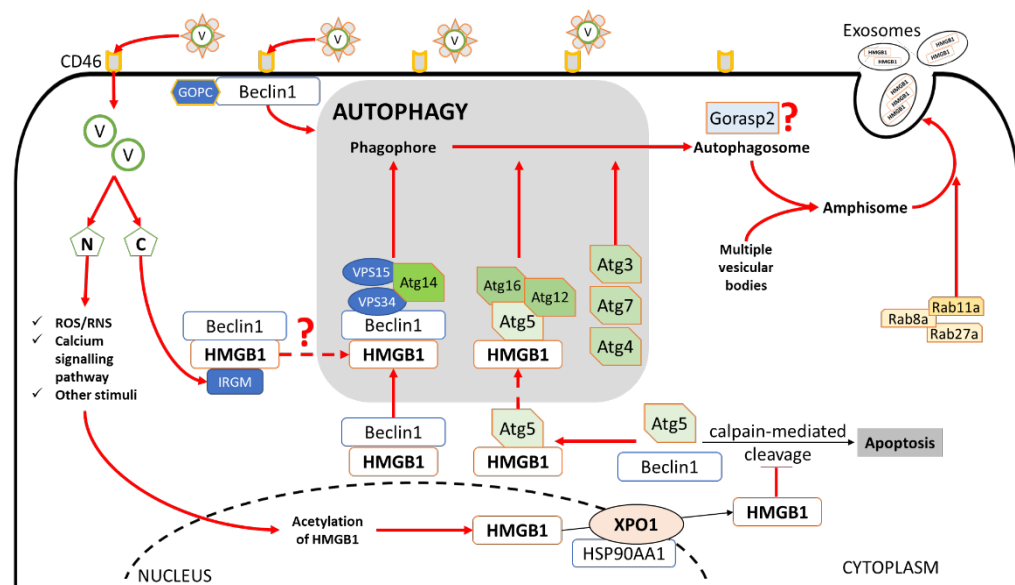 V
V
V
V
Exosomes
HMGB1
HMGB1
HMGB1
HMGB1
HMGB1
HMGB1
HMGB1
CD46
GOPC
Beclin1
AUTOPHAGY
Gorasp2
?
V
V
Phagophore
Autophagosome
Amphisome
N
C
Multiple
vesicular
bodies
VPS15
Atg14
VPS34
Beclin1
HMGB1
Atg16
Atg12
Atg5
HMGB1
Atg3
Atg7
Atg4
Rab11a
Rab8a
Rab27a
✓ ROS/RNS
✓ Calcium
signalling
pathway
✓ Other stimuli
Beclin1
HMGB1
IRGM
?
Beclin1
HMGB1
Atg5
HMGB1
Atg5
Beclin1
calpain-mediated
cleavage
Apoptosis
HMGB1
Acetylation
of HMGB1
HMGB1
XPO1
HSP90AA1
NUCLEUS
CYTOPLASM